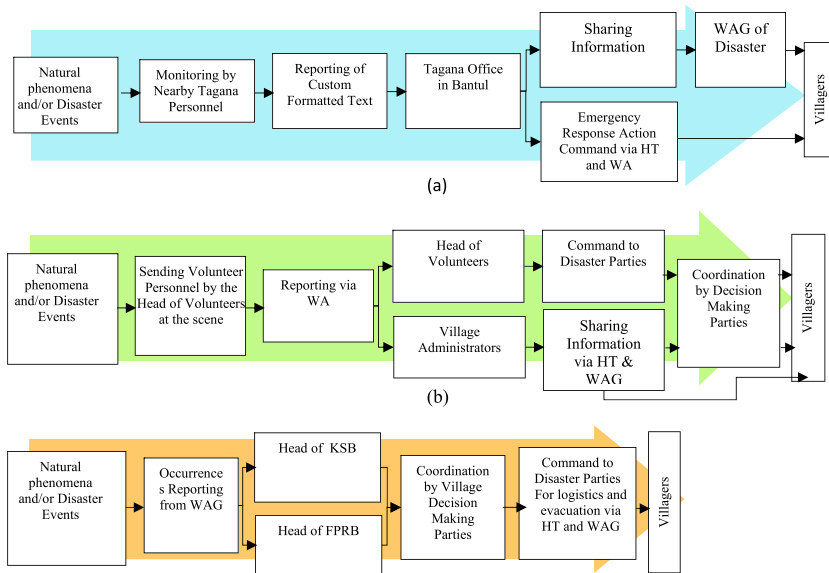 Natural
phenomena
and/or Disaster
Events
Monitoring by
Nearby Tagana
Personnel
Reporting of
Custom
Formatted Text
Tagana Office
in Bantul
Sharing
Information
WAG of
Disaster
Emergency
Response Action
Command via HT
and WA
Villagers
(a)
Natural
phenomena
and/or Disaster
Events
Sending Volunteer
Personnel by the
Head of Volunteers
at the scene
Reporting via
WA
Head of
Volunteers
Command to
Disaster Parties
Village
Administrators
Sharing
Information
via HT &
WAG
Coordination
by Decision
Making
Parties
Villagers
(b)
Natural
phenomena
and/or Disaster
Events
Occurrence
s Reporting
from WAG
Head of KSB
Head of FPRB
Coordination
by Village
Decision
Making
Parties
Command to
Disaster Parties
For logistics and
evacuation via
HT and WAG
Villagers